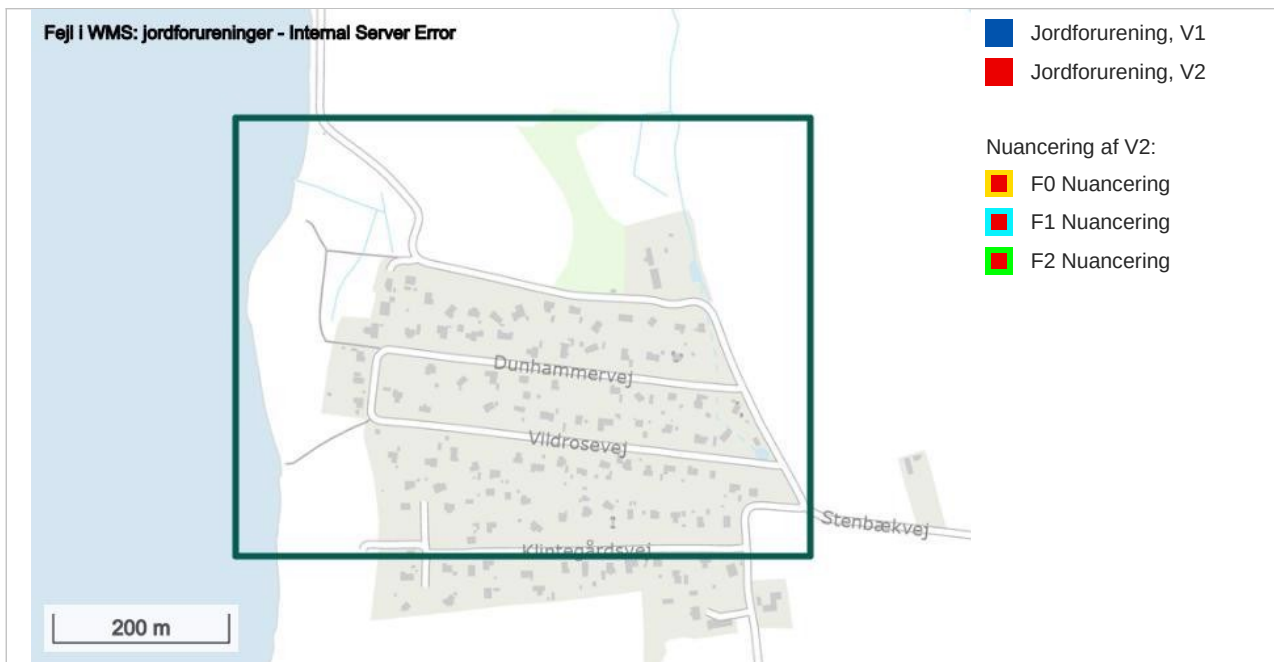 Fejl i WMS: jordforureninger - Internal Server Error
Jordforurening, V1
Jordforurening, V2
Nuancering af V2:
F0 Nuancering
F1 Nuancering
F2 Nuancering
Dunhammervej
Vildrosevej
Stenbækvej
Klintegårdsvej
200 m